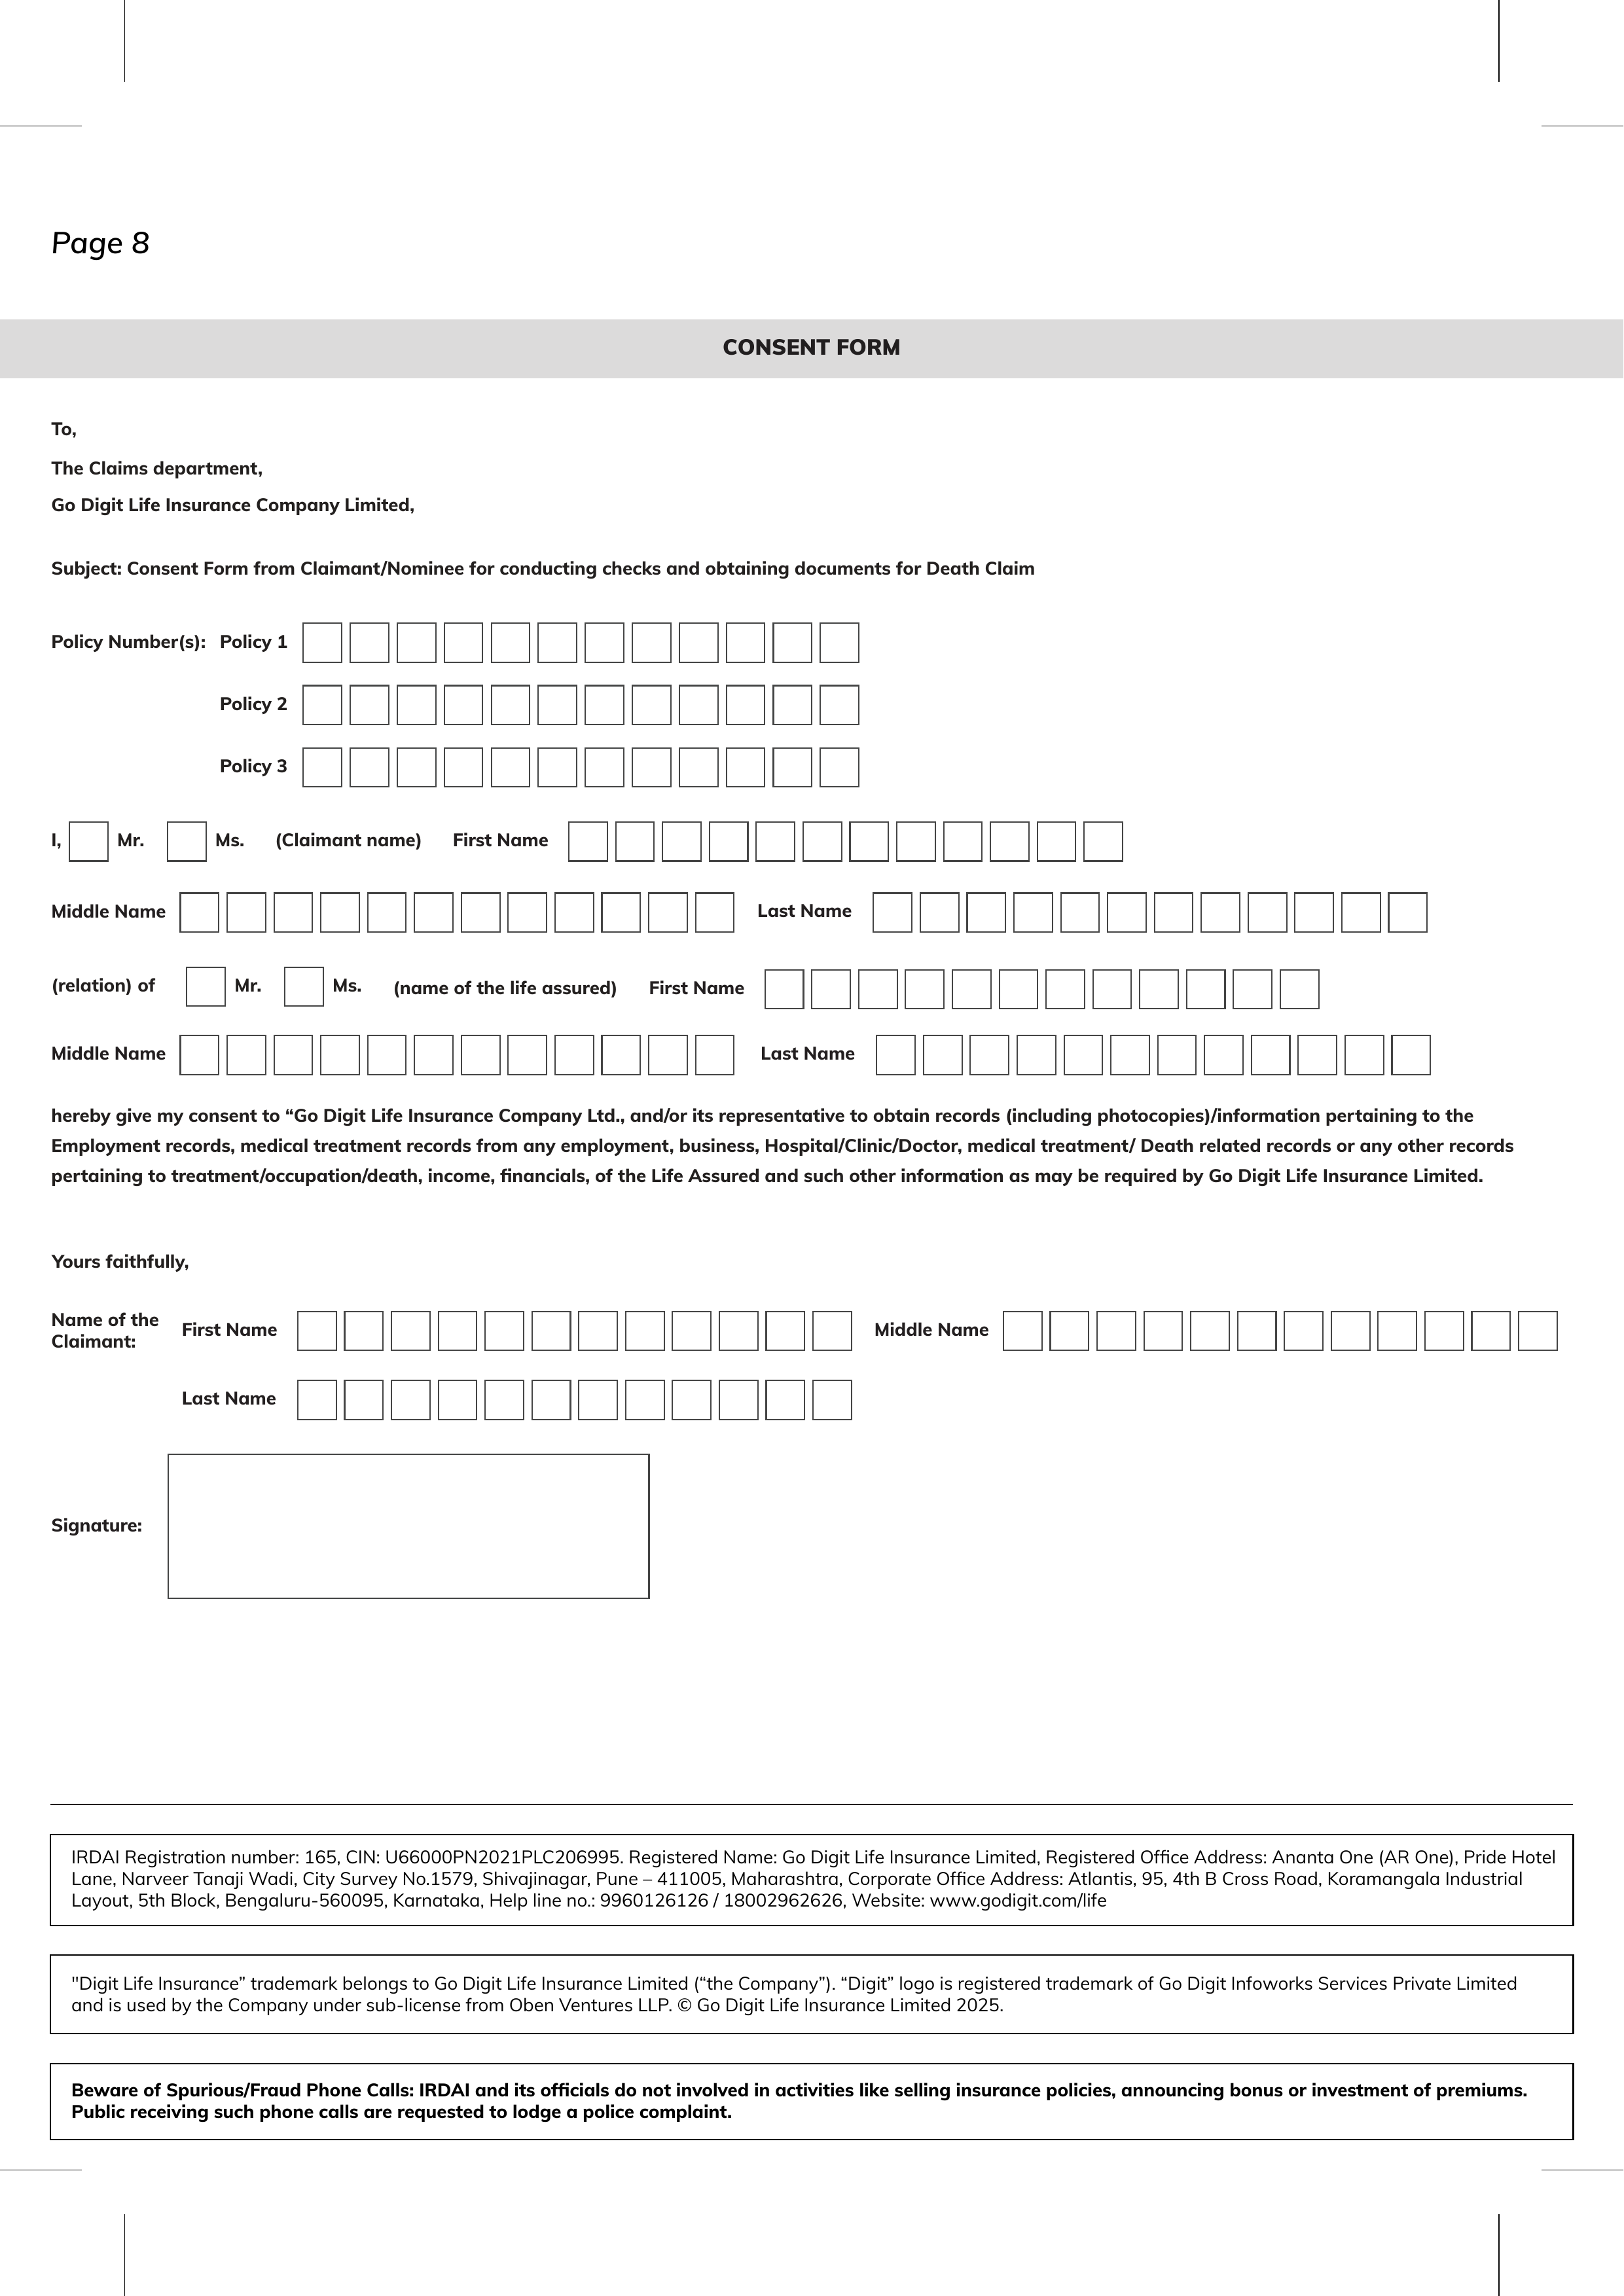 Page 8
CONSENT FORM
To,
The Claims department,
Go Digit Life Insurance Company Limited,
Subject: Consent Form from Claimant/Nominee for conducting checks and obtaining documents for Death Claim
Policy Number(s): Policy 1
Policy 2
Policy 3
I, Mr. Ms. (Claimant name) First Name
Middle Name Last Name
(relation) of Mr. Ms. (name of the life assured) First Name
Middle Name Last Name
hereby give my consent to “Go Digit Life Insurance Company Ltd., and/or its representative to obtain records (including photocopies)/information pertaining to the
Employment records, medical treatment records from any employment, business, Hospital/Clinic/Doctor, medical treatment/ Death related records or any other records
pertaining to treatment/occupation/death, income, financials, of the Life Assured and such other information as may be required by Go Digit Life Insurance Limited.
Yours faithfully,
Name of the
Claimant: First Name Middle Name
Last Name
Signature:
IRDAI Registration number: 165, CIN: U66000PN2021PLC206995. Registered Name: Go Digit Life Insurance Limited, Registered Office Address: Ananta One (AR One), Pride Hotel
Lane, Narveer Tanaji Wadi, City Survey No.1579, Shivajinagar, Pune – 411005, Maharashtra, Corporate Office Address: Atlantis, 95, 4th B Cross Road, Koramangala Industrial
Layout, 5th Block, Bengaluru-560095, Karnataka, Help line no.: 9960126126 / 18002962626, Website: www.godigit.com/life
"Digit Life Insurance” trademark belongs to Go Digit Life Insurance Limited (“the Company”). “Digit” logo is registered trademark of Go Digit Infoworks Services Private Limited
and is used by the Company under sub-license from Oben Ventures LLP. © Go Digit Life Insurance Limited 2025.
Beware of Spurious/Fraud Phone Calls: IRDAI and its officials do not involved in activities like selling insurance policies, announcing bonus or investment of premiums.
Public receiving such phone calls are requested to lodge a police complaint.